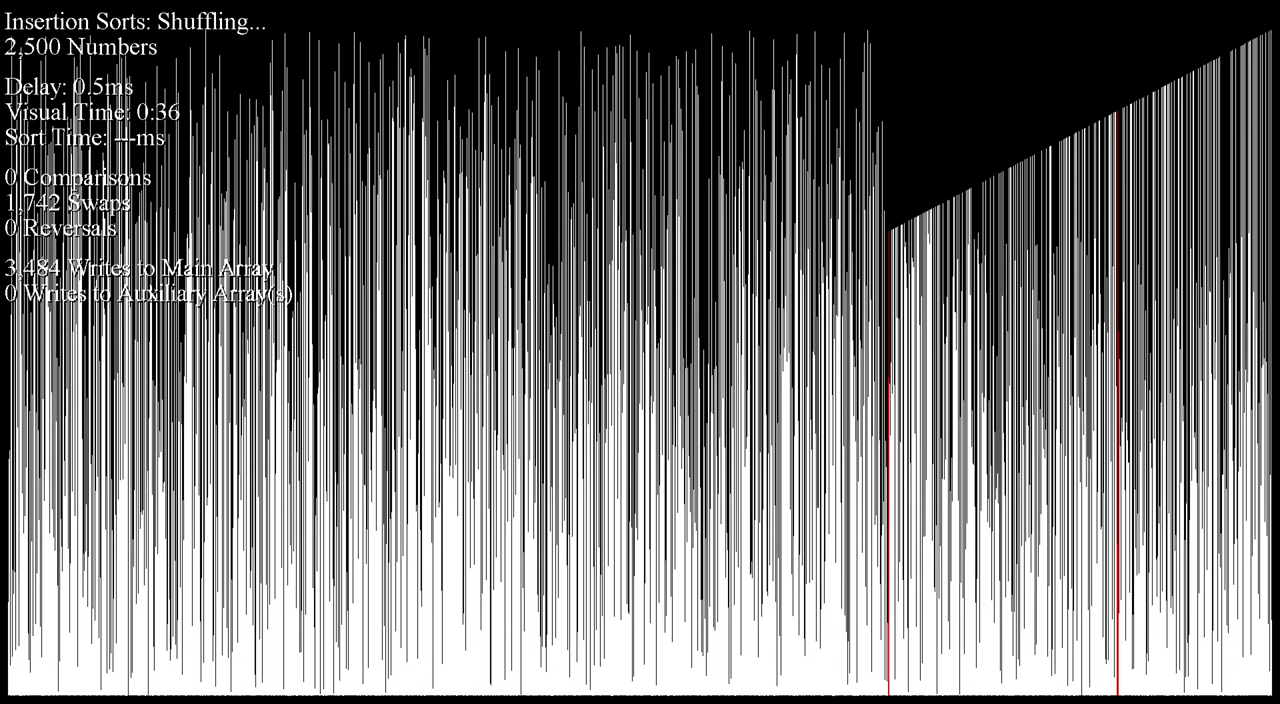 Insertion Sorts: Shuffling...
2,500 Numbers
Delay: 0.5ms
Visual Time: 0:36
Sort Time: ---ms
0 Comparisons
1,742 Swaps
0 Reversals
3,484 Writes to Main Array
0 Writes to Auxiliary Array(s)